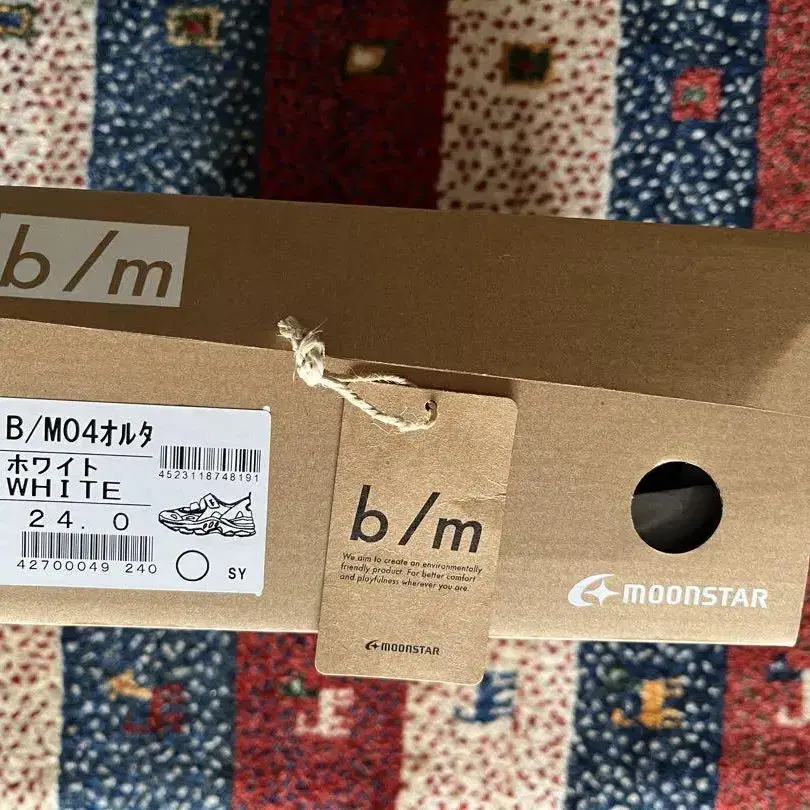 b/m
B/M04オルタ
ホワイト
WHITE
4523118748191
24.0
42700049 240
SY
b/m
We aim to create an environmentally
friendly product. For better comfort
and playfulness wherever you are.
MOONSTAR
MOONSTAR